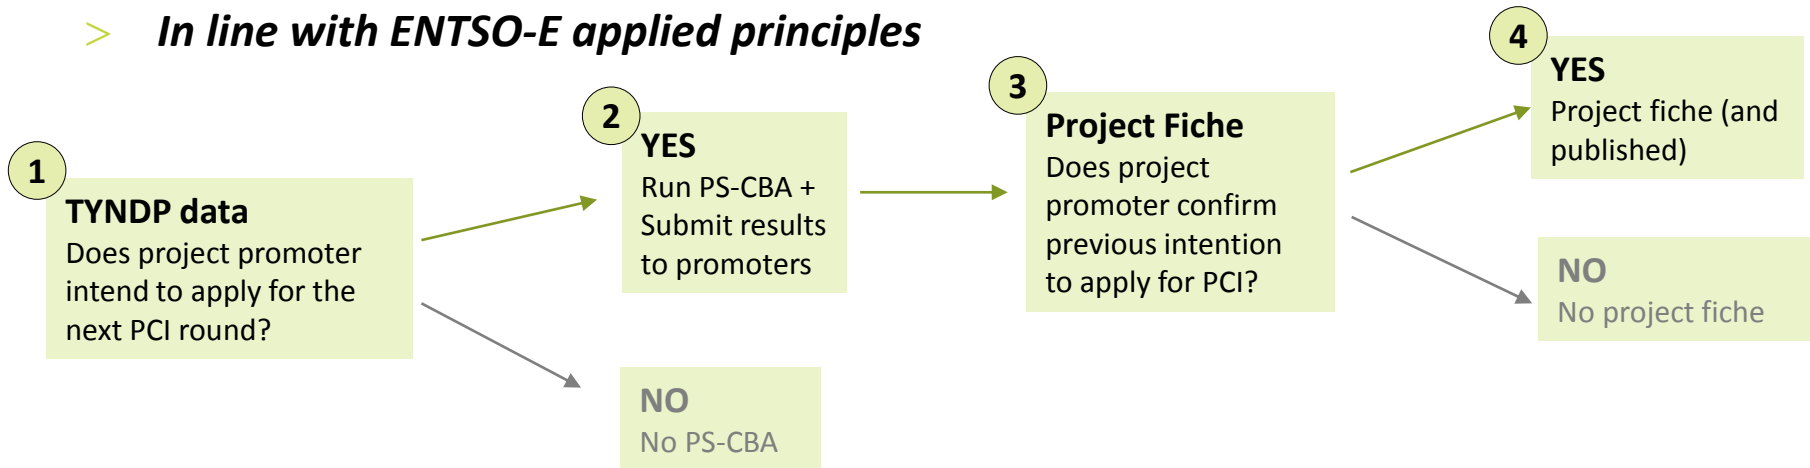 > In line with ENTSO-E applied principles
1
TYNDP data
Does project promoter
intend to apply for the
next PCI round?
2
YES
Run PS-CBA +
Submit results
to promoters
NO
No PS-CBA
3
Project Fiche
Does project
promoter confirm
previous intention
to apply for PCI?
4
YES
Project fiche (and
published)
NO
No project fiche